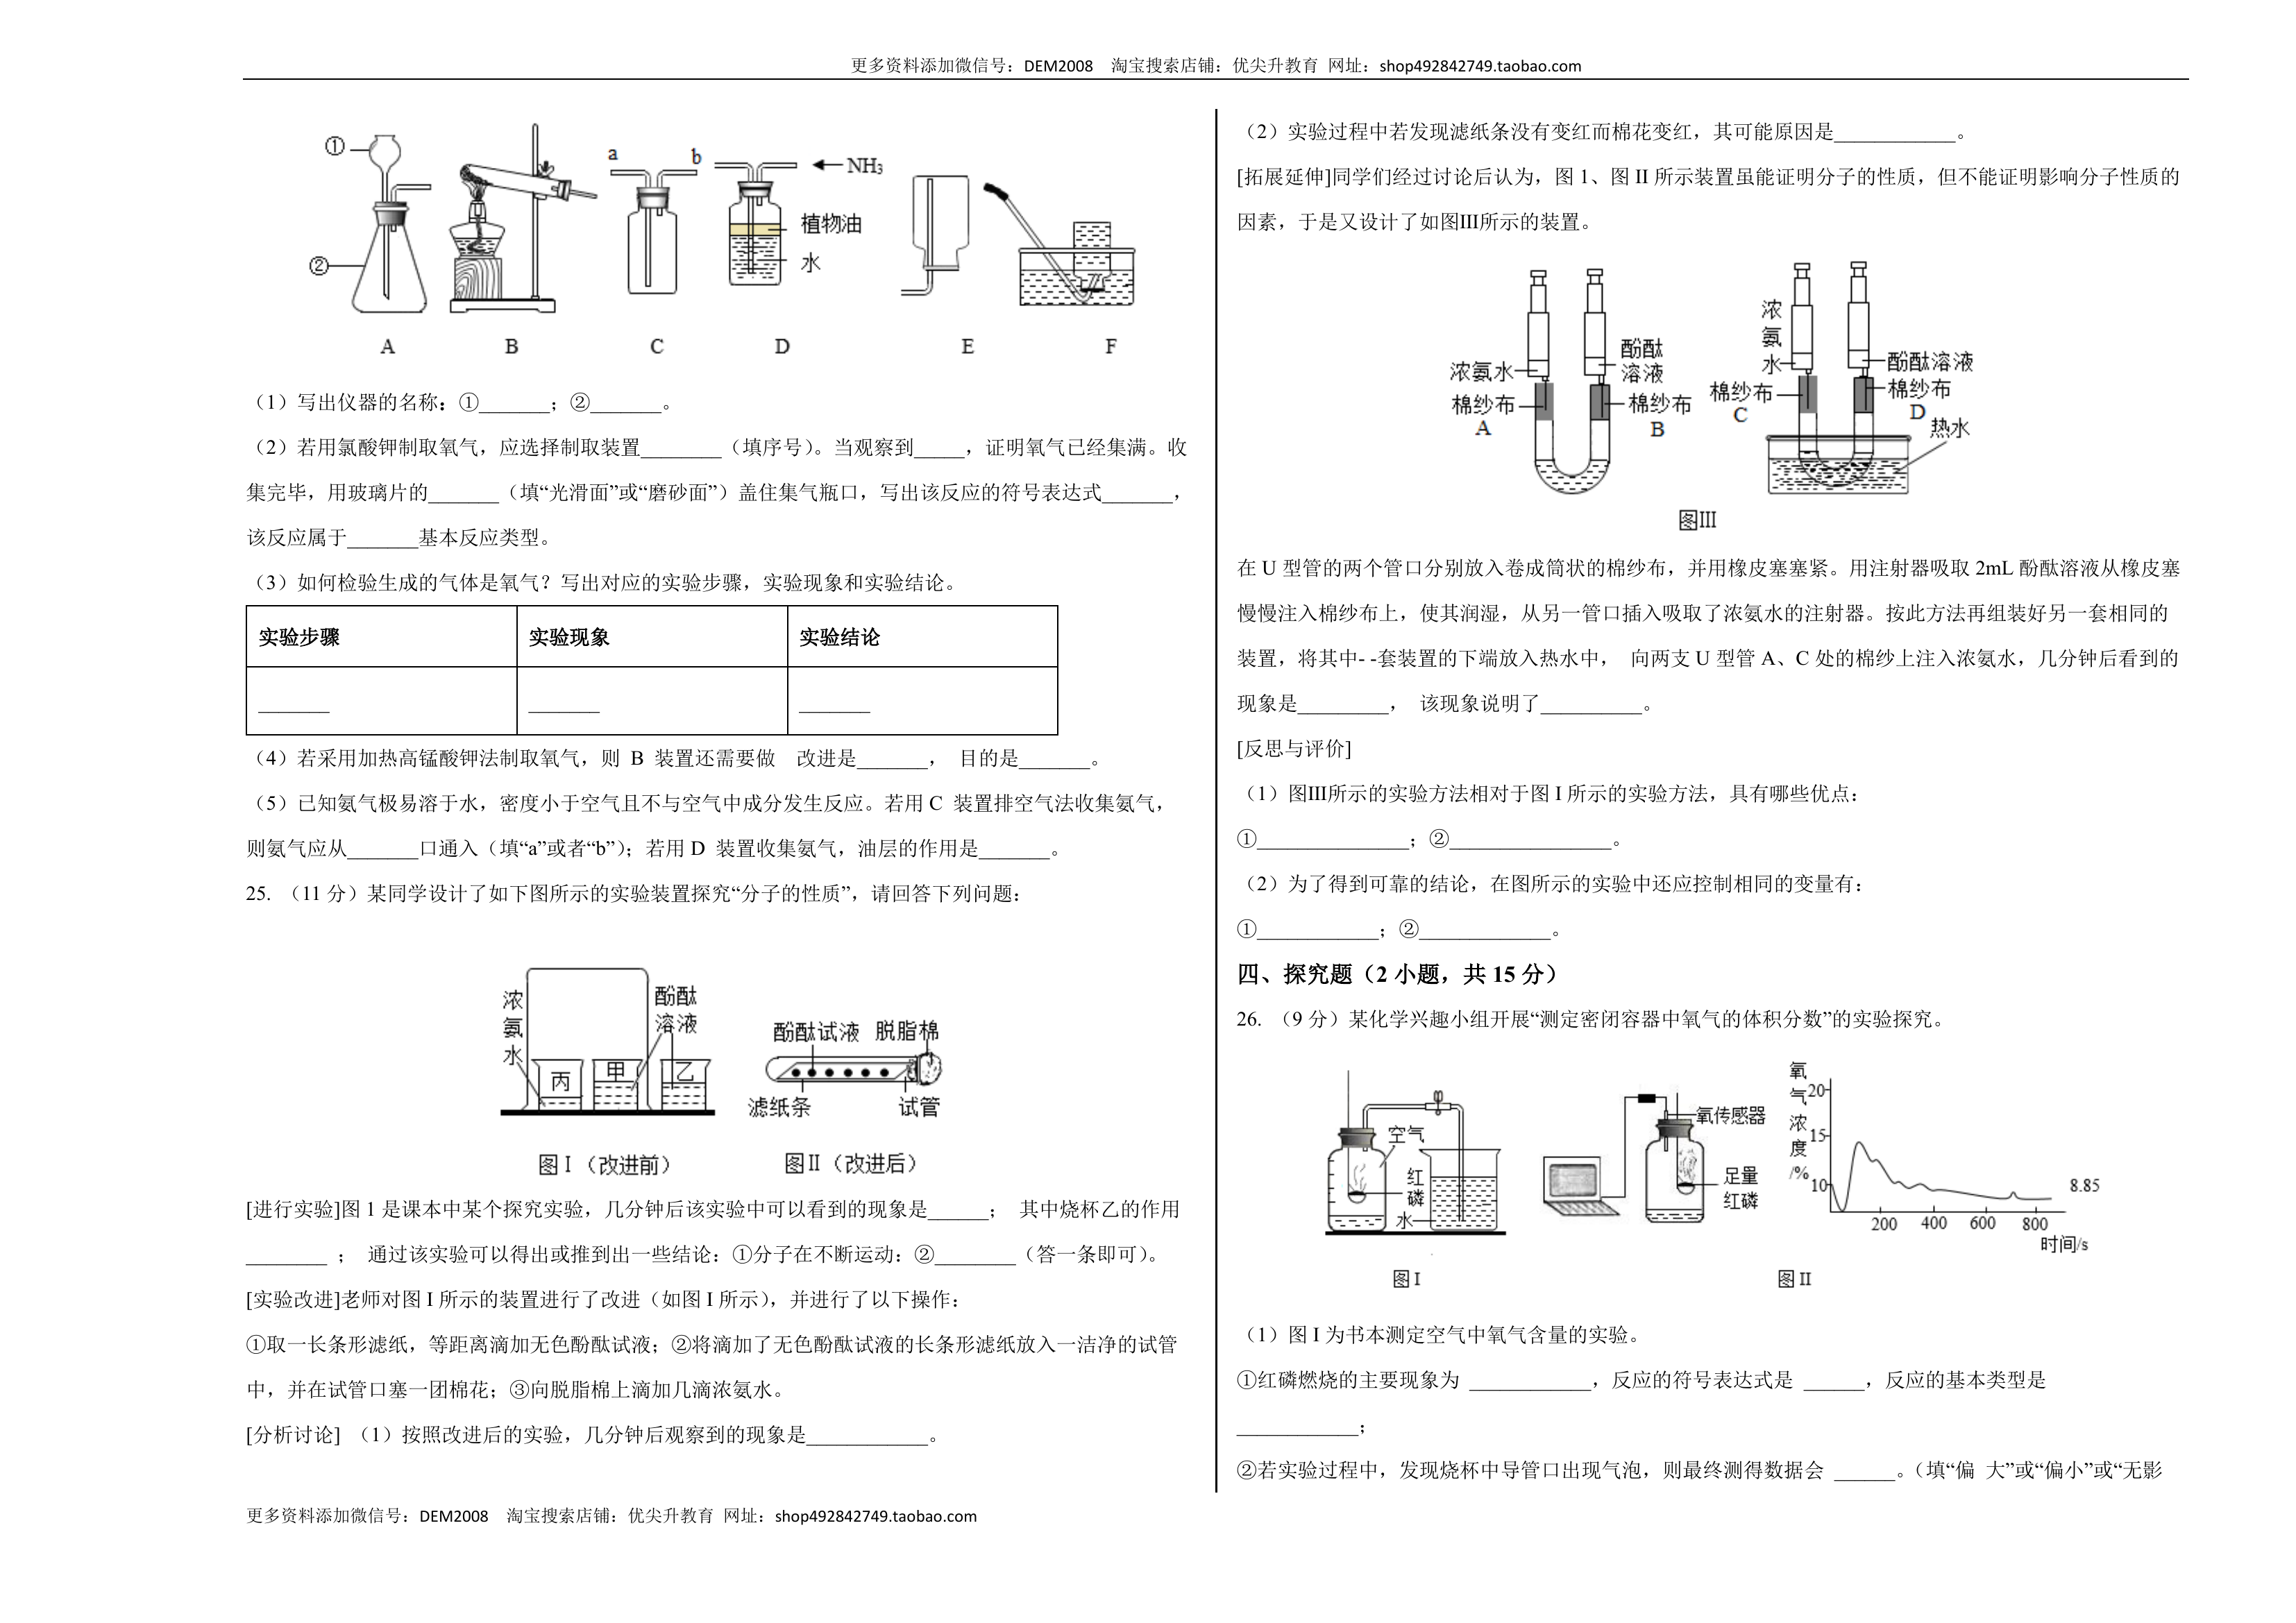 更多资料添加微信号：DEM2008　淘宝搜索店铺：优尖升教育 网址：shop492842749.taobao.com
① a b NH₃
植物油
② 水
A B C D E F
（1）写出仪器的名称：①_______；②_______。
（2）若用氯酸钾制取氧气，应选择制取装置________（填序号）。当观察到_____，证明氧气已经集满。收
集完毕，用玻璃片的_______（填“光滑面”或“磨砂面”）盖住集气瓶口，写出该反应的符号表达式_______，
该反应属于_______基本反应类型。
（3）如何检验生成的气体是氧气？写出对应的实验步骤，实验现象和实验结论。
实验步骤 实验现象 实验结论
_______ _______ _______
（4）若采用加热高锰酸钾法制取氧气，则 B 装置还需要做　改进是_______， 目的是_______。
（5）已知氨气极易溶于水，密度小于空气且不与空气中成分发生反应。若用 C 装置排空气法收集氨气，
则氨气应从_______口通入（填“a”或者“b”）；若用 D 装置收集氨气，油层的作用是_______。
25. （11 分）某同学设计了如下图所示的实验装置探究“分子的性质”，请回答下列问题：
浓氨水 酚酞溶液
丙 甲 乙
酚酞试液 脱脂棉
滤纸条 试管
图Ⅰ（改进前） 图Ⅱ（改进后）
[进行实验]图 1 是课本中某个探究实验，几分钟后该实验中可以看到的现象是______； 其中烧杯乙的作用
________ ； 通过该实验可以得出或推到出一些结论：①分子在不断运动：②________（答一条即可）。
[实验改进]老师对图 I 所示的装置进行了改进（如图 I 所示），并进行了以下操作：
①取一长条形滤纸，等距离滴加无色酚酞试液；②将滴加了无色酚酞试液的长条形滤纸放入一洁净的试管
中，并在试管口塞一团棉花；③向脱脂棉上滴加几滴浓氨水。
[分析讨论] （1）按照改进后的实验，几分钟后观察到的现象是____________。
（2）实验过程中若发现滤纸条没有变红而棉花变红，其可能原因是____________。
[拓展延伸]同学们经过讨论后认为，图 1、图 II 所示装置虽能证明分子的性质，但不能证明影响分子性质的
因素，于是又设计了如图Ⅲ所示的装置。
浓氨水 酚酞溶液
棉纱布 A 棉纱布 B
浓氨水 酚酞溶液
棉纱布 C 棉纱布 D
热水
图Ⅲ
在 U 型管的两个管口分别放入卷成筒状的棉纱布，并用橡皮塞塞紧。用注射器吸取 2mL 酚酞溶液从橡皮塞
慢慢注入棉纱布上，使其润湿，从另一管口插入吸取了浓氨水的注射器。按此方法再组装好另一套相同的
装置，将其中- -套装置的下端放入热水中， 向两支 U 型管 A、C 处的棉纱上注入浓氨水，几分钟后看到的
现象是_________， 该现象说明了__________。
[反思与评价]
（1）图Ⅲ所示的实验方法相对于图 I 所示的实验方法，具有哪些优点：
①_______________；②________________。
（2）为了得到可靠的结论，在图所示的实验中还应控制相同的变量有：
①____________；②_____________。
四、探究题（2 小题，共 15 分）
26. （9 分）某化学兴趣小组开展“测定密闭容器中氧气的体积分数”的实验探究。
空气
红磷
水
图 I
氧传感器
足量红磷
氧气浓度/%
20
15
10
8.85
200 400 600 800
时间/s
图 II
（1）图 I 为书本测定空气中氧气含量的实验。
①红磷燃烧的主要现象为 ____________，反应的符号表达式是 ______，反应的基本类型是
____________；
②若实验过程中，发现烧杯中导管口出现气泡，则最终测得数据会 ______。（填“偏 大”或“偏小”或“无影
更多资料添加微信号：DEM2008　淘宝搜索店铺：优尖升教育 网址：shop492842749.taobao.com